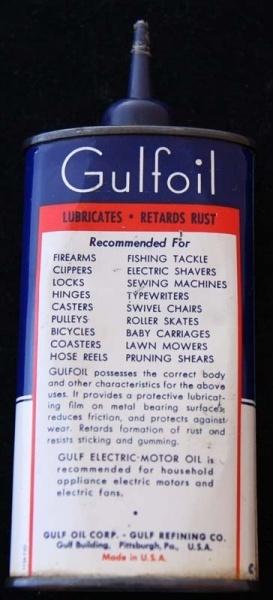 Gulfoil
LUBRICATES • RETARDS RUST
Recommended For
FIREARMS FISHING TACKLE
CLIPPERS ELECTRIC SHAVERS
LOCKS SEWING MACHINES
HINGES TYPEWRITERS
CASTERS SWIVEL CHAIRS
PULLEYS ROLLER SKATES
BICYCLES BABY CARRIAGES
COASTERS LAWN MOWERS
HOSE REELS PRUNING SHEARS
GULFOIL possesses the correct body
and other characteristics for the above
uses. It provides a protective lubricat-
ing film on metal bearing surfaces,
reduces friction, and protects against
wear. Retards formation of rust and
resists sticking and gumming.
GULF ELECTRIC-MOTOR OIL is
recommended for household
appliance electric motors and
electric fans.
GULF OIL CORP. - GULF REFINING CO.
Gulf Building, Pittsburgh, Pa., U.S.A.
Made in U.S.A.